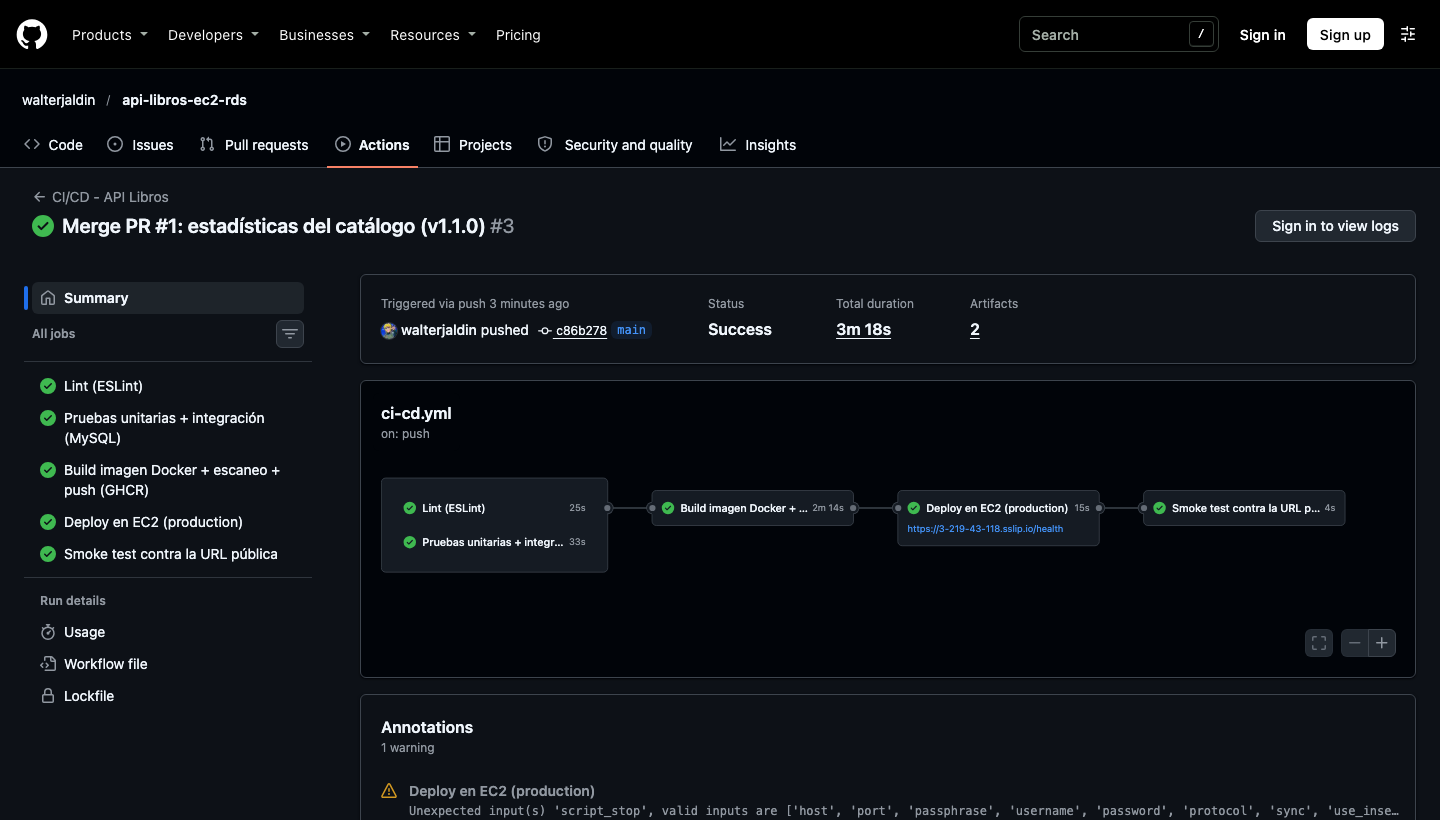 Products Developers Businesses Resources Pricing Search / Sign in Sign up
walterjaldin / api-libros-ec2-rds
Code Issues Pull requests Actions Projects Security and quality Insights
← CI/CD - API Libros
Merge PR #1: estadísticas del catálogo (v1.1.0) #3
Sign in to view logs
Summary
All jobs
Lint (ESLint)
Pruebas unitarias + integración
(MySQL)
Build imagen Docker + escaneo +
push (GHCR)
Deploy en EC2 (production)
Smoke test contra la URL pública
Run details
Usage
Workflow file
Lockfile
Triggered via push 3 minutes ago
walterjaldin pushed c86b278 main
Status
Success
Total duration
3m 18s
Artifacts
2
ci-cd.yml
on: push
Lint (ESLint) 25s
Pruebas unitarias + integr... 33s
Build imagen Docker + ... 2m 14s
Deploy en EC2 (production) 15s
https://3-219-43-118.sslip.io/health
Smoke test contra la URL p... 4s
Annotations
1 warning
Deploy en EC2 (production)
Unexpected input(s) 'script_stop', valid inputs are ['host', 'port', 'passphrase', 'username', 'password', 'protocol', 'sync', 'use_inse…